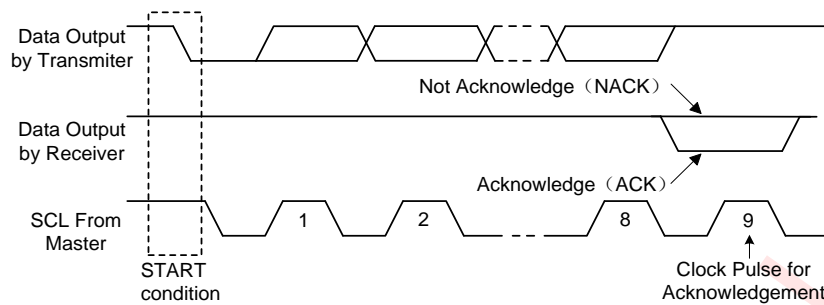 Data Output
by Transmiter
Not Acknowledge（NACK）
Data Output
by Receiver
Acknowledge（ACK）
SCL From
Master
1
2
8
9
START
condition
Clock Pulse for
Acknowledgement